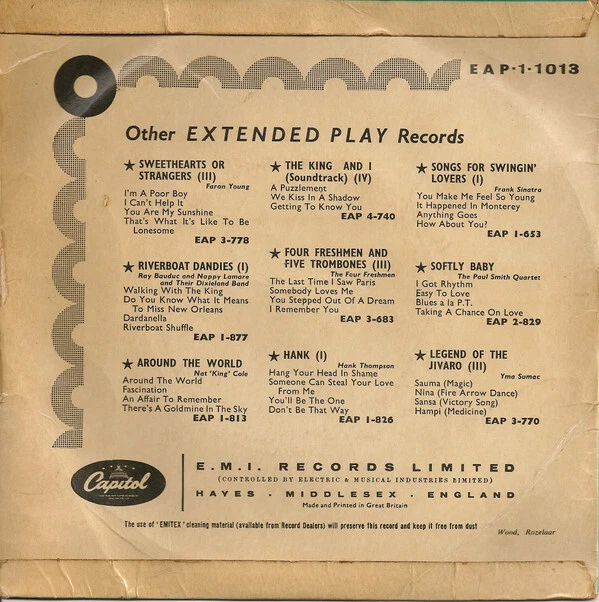 EAP·1-1013
Other EXTENDED PLAY Records
★ SWEETHEARTS OR
STRANGERS (III)
Faron Young
I'm A Poor Boy
I Can't Help It
You Are My Sunshine
That's What It's Like To Be
Lonesome
EAP 3-778
★ THE KING AND I
(Soundtrack) (IV)
A Puzzlement
We Kiss In A Shadow
Getting To Know You
EAP 4-740
★ SONGS FOR SWINGIN'
LOVERS (I)
Frank Sinatra
You Make Me Feel So Young
It Happened In Monterey
Anything Goes
How About You?
EAP 1-653
★ RIVERBOAT DANDIES (I)
Ray Bauduc and Nappy Lamare
and Their Dixieland Band
Walking With The King
Do You Know What It Means
To Miss New Orleans
Dardanella
Riverboat Shuffle
EAP 1-877
★ FOUR FRESHMEN AND
FIVE TROMBONES (III)
The Four Freshmen
The Last Time I Saw Paris
Somebody Loves Me
You Stepped Out Of A Dream
I Remember You
EAP 3-683
★ SOFTLY BABY
The Paul Smith Quartet
I Got Rhythm
Easy To Love
Blues a la P.T.
Taking A Chance On Love
EAP 2-829
★ AROUND THE WORLD
Nat 'King' Cole
Around The World
Fascination
An Affair To Remember
There's A Goldmine In The Sky
EAP 1-813
★ HANK (I)
Hank Thompson
Hang Your Head In Shame
Someone Can Steal Your Love
From Me
You'll Be The One
Don't Be That Way
EAP 1-826
★ LEGEND OF THE
JIVARO (III)
Yma Sumac
Sauma (Magic)
Nina (Fire Arrow Dance)
Sansa (Victory Song)
Hampi (Medicine)
EAP 3-770
Capitol
E.M.I. RECORDS LIMITED
(CONTROLLED BY ELECTRIC & MUSICAL INDUSTRIES LIMITED)
HAYES · MIDDLESEX · ENGLAND
Made and Printed in Great Britain
The use of 'EMITEX' cleaning material (available from Record Dealers) will preserve this record and keep it free from dust
Wood, Rozelaar